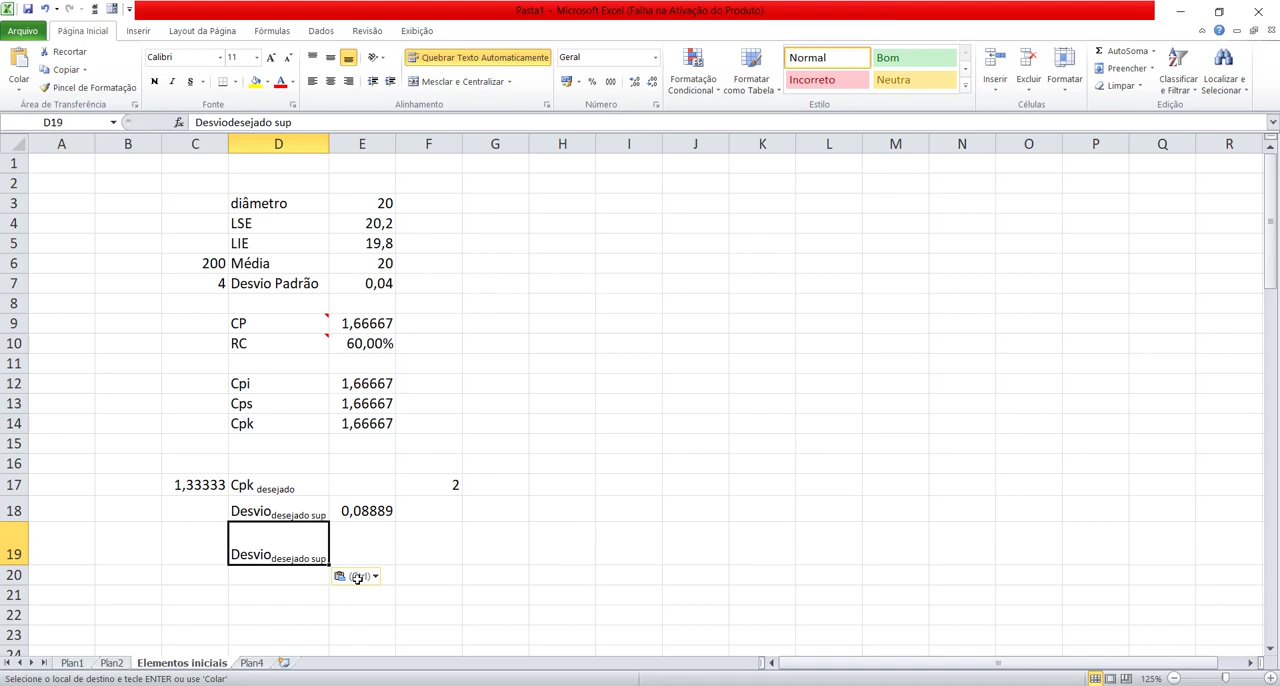 Pasta1 - Microsoft Excel (Falha na Ativação do Produto)
Arquivo Página Inicial Inserir Layout da Página Fórmulas Dados Revisão Exibição
Colar
Recortar
Copiar
Pincel de Formatação
Área de Transferência
Calibri 11
N I S
Fonte
Quebrar Texto Automaticamente
Mesclar e Centralizar
Alinhamento
Geral
% 000
Número
Formatação Condicional
Formatar como Tabela
Normal Bom
Incorreto Neutra
Estilo
Inserir Excluir Formatar
Células
AutoSoma
Preencher
Limpar
Classificar e Filtrar
Localizar e Selecionar
Edição
D19 fx Desviodesejado sup
A B C D E F G H I J K L M N O P Q R
1
2
3 diâmetro 20
4 LSE 20,2
5 LIE 19,8
6 200 Média 20
7 4 Desvio Padrão 0,04
8
9 CP 1,66667
10 RC 60,00%
11
12 Cpi 1,66667
13 Cps 1,66667
14 Cpk 1,66667
15
16
17 1,33333 Cpk desejado 2
18 Desviodesejado sup 0,08889
19 Desviodesejado sup
20 (Ctrl)
21
22
23
24
Plan1 Plan2 Elementos iniciais Plan4
Selecione o local de destino e tecle ENTER ou use 'Colar' 125%